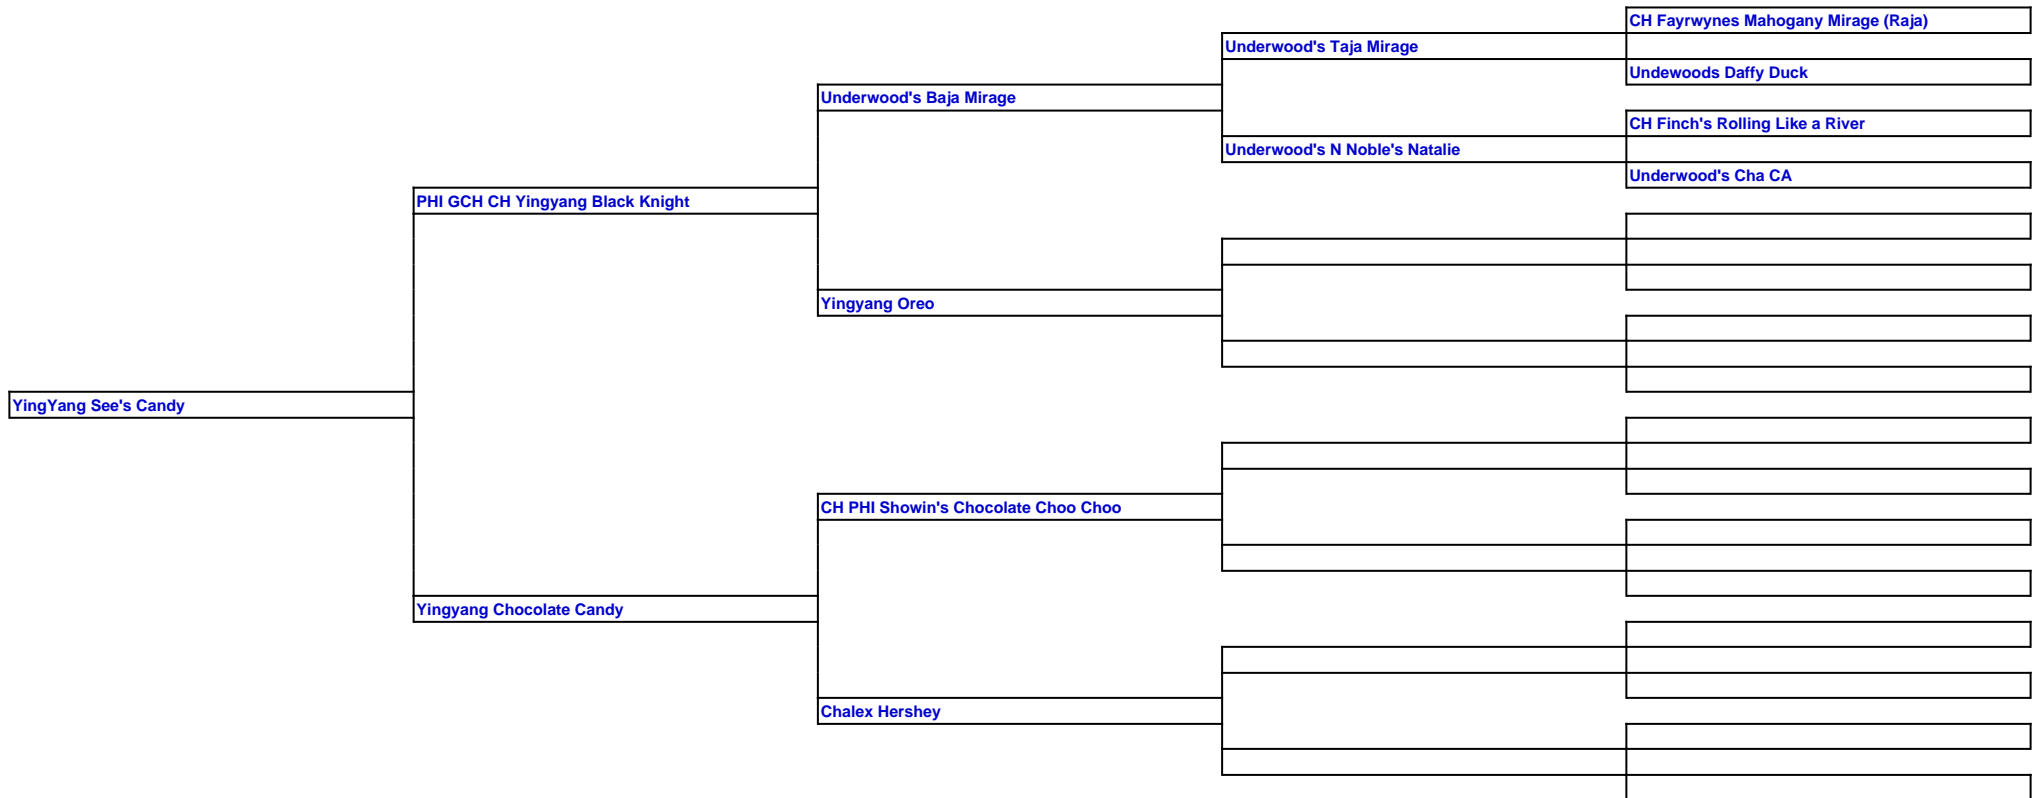 CH Fayrwynes Mahogany Mirage (Raja)
Underwood's Taja Mirage
Undewoods Daffy Duck
Underwood's Baja Mirage
CH Finch's Rolling Like a River
Underwood's N Noble's Natalie
Underwood's Cha CA
PHI GCH CH Yingyang Black Knight
Yingyang Oreo
YingYang See's Candy
CH PHI Showin's Chocolate Choo Choo
Yingyang Chocolate Candy
Chalex Hershey